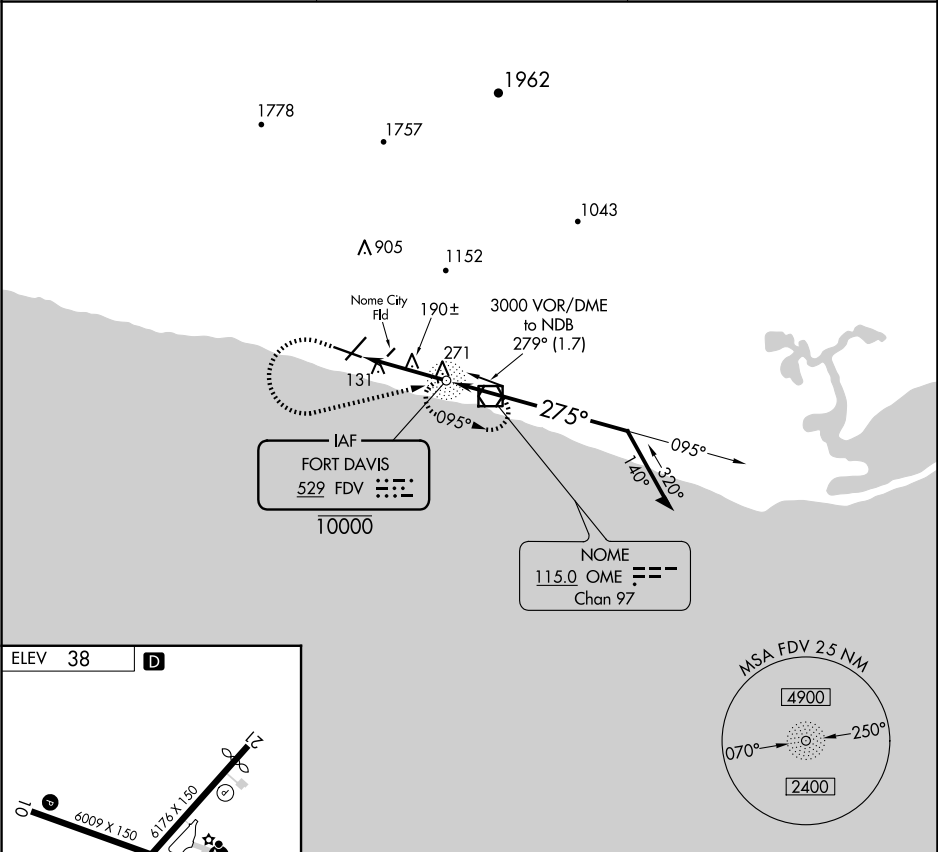 1962
1778
1757
1043
905
1152
Nome City
Fld
190±
3000 VOR/DME
to NDB
279° (1.7)
271
131
275°
095°
095°
320°
140°
IAF
FORT DAVIS
529 FDV
10000
NOME
115.0 OME
Chan 97
ELEV 38 D
MSA FDV 25 NM
4900
250°
070°
2400
21
P
10
P
6009 X 150
6176 X 150